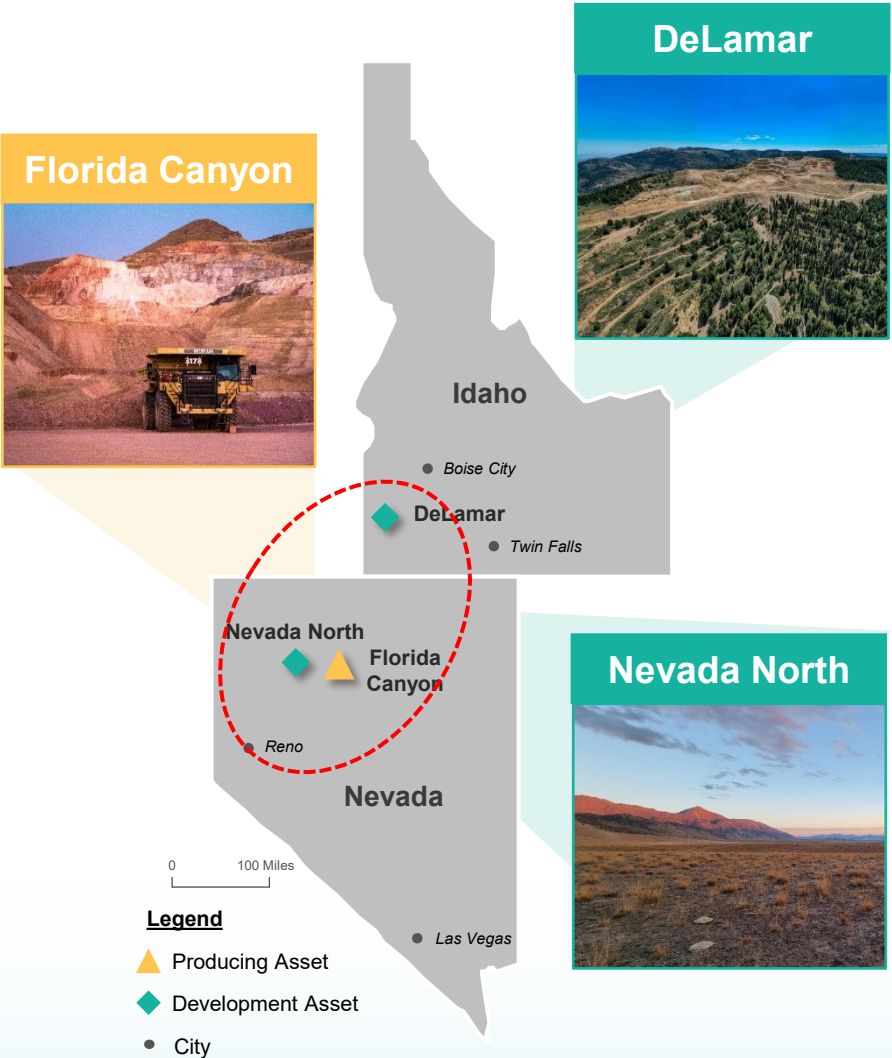 DeLamar
Florida Canyon
3178
Idaho
Boise City
DeLamar
Twin Falls
Nevada North
Florida
Canyon
Nevada North
Reno
Nevada
0 100 Miles
Legend
Las Vegas
Producing Asset
Development Asset
City